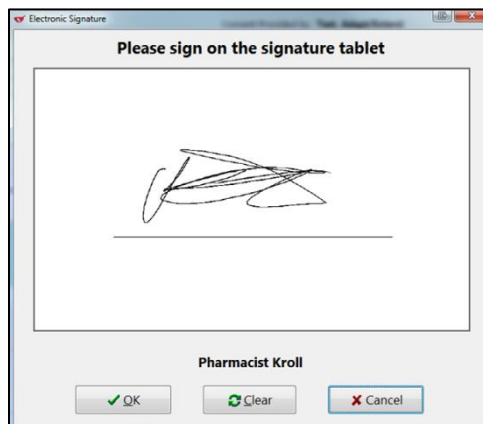 Electronic Signature
Please sign on the signature tablet
Pharmacist Kroll
OK
Clear
Cancel